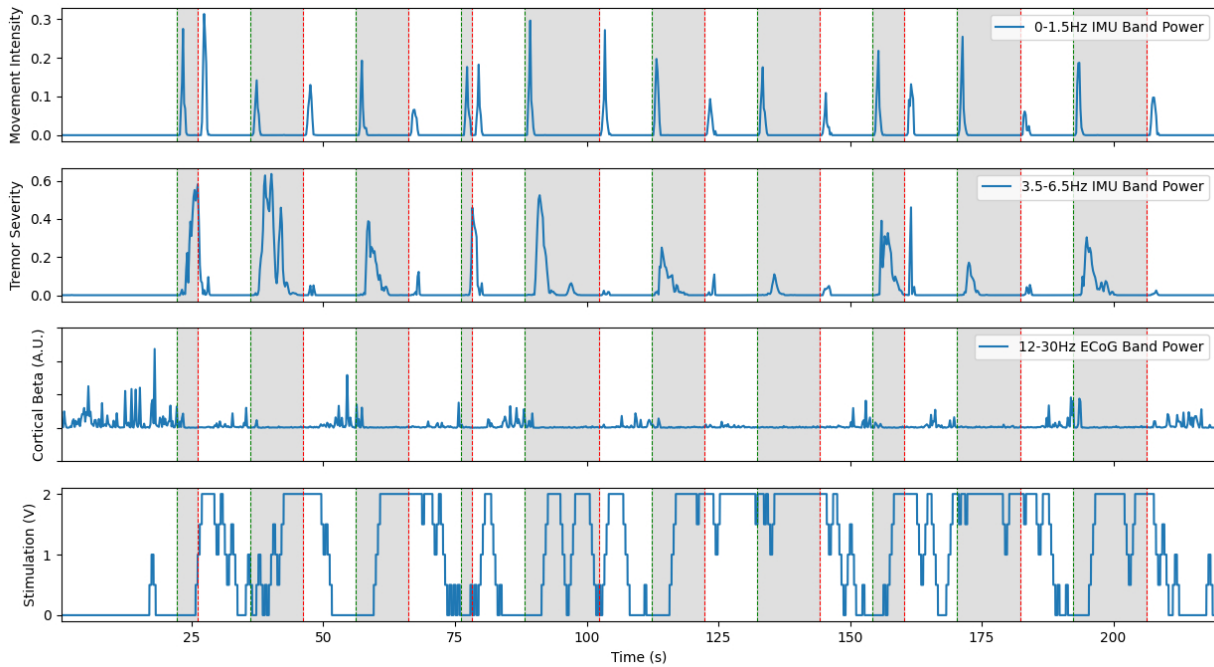 0.3
0.2
0.1
0.0
Movement Intensity
0-1.5Hz IMU Band Power
0.6
0.4
0.2
0.0
Tremor Severity
3.5-6.5Hz IMU Band Power
Cortical Beta (A.U.)
12-30Hz ECoG Band Power
2
1
0
Stimulation (V)
25 50 75 100 125 150 175 200
Time (s)